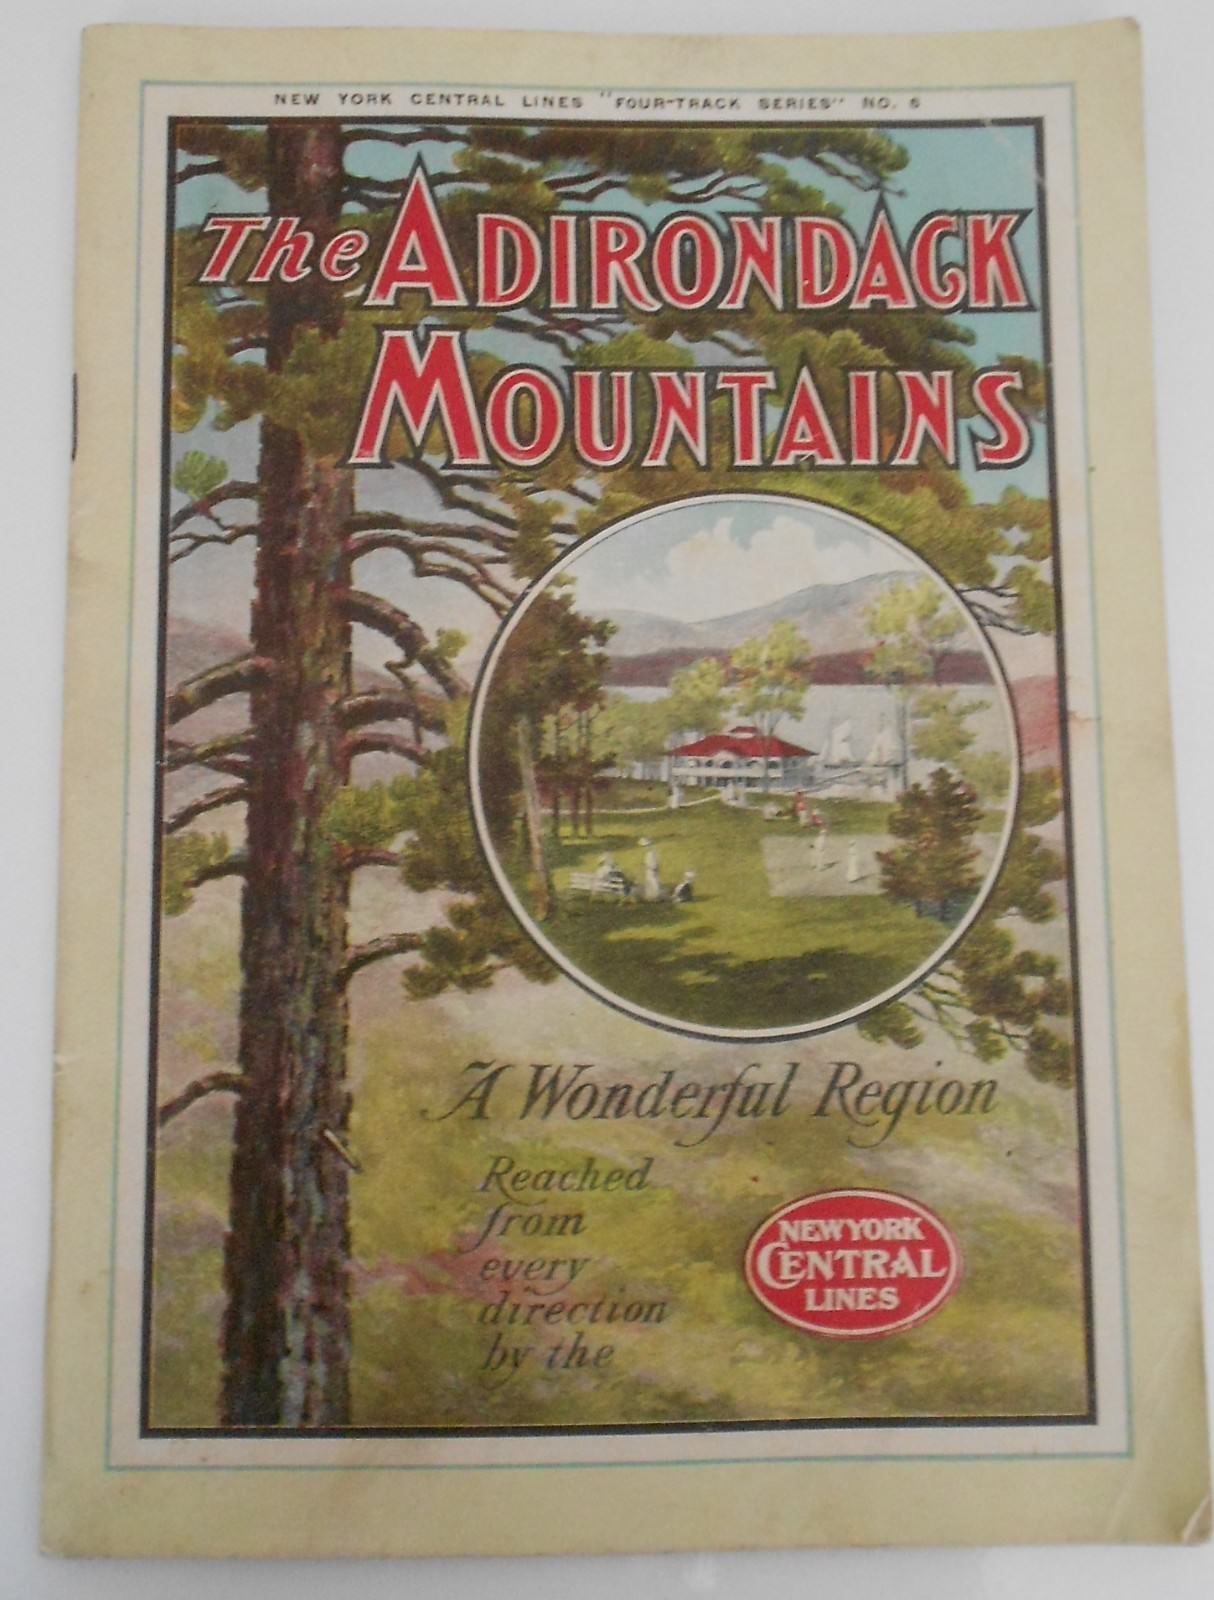 NEW YORK CENTRAL LINES "FOUR-TRACK SERIES" NO. 6
The ADIRONDACK
MOUNTAINS
A Wonderful Region
Reached
from
every
direction
by the
NEW YORK
CENTRAL
LINES